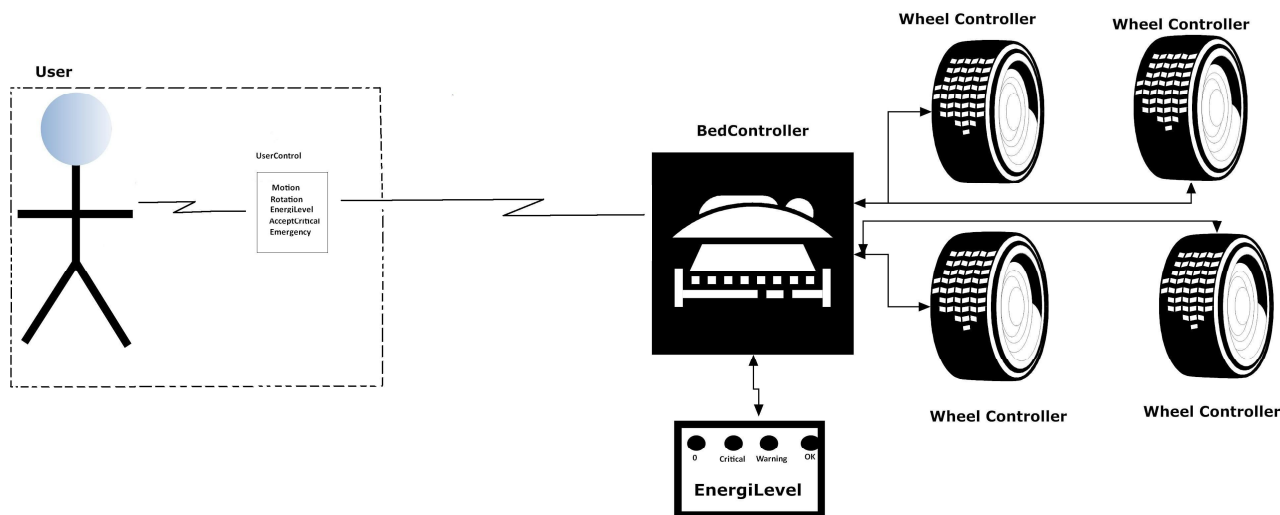 Wheel Controller
Wheel Controller
User
BedController
UserControl
Motion
Rotation
EnergiLevel
AcceptCritical
Emergency
Wheel Controller
Wheel Controller
0 Critical Warning OK
EnergiLevel